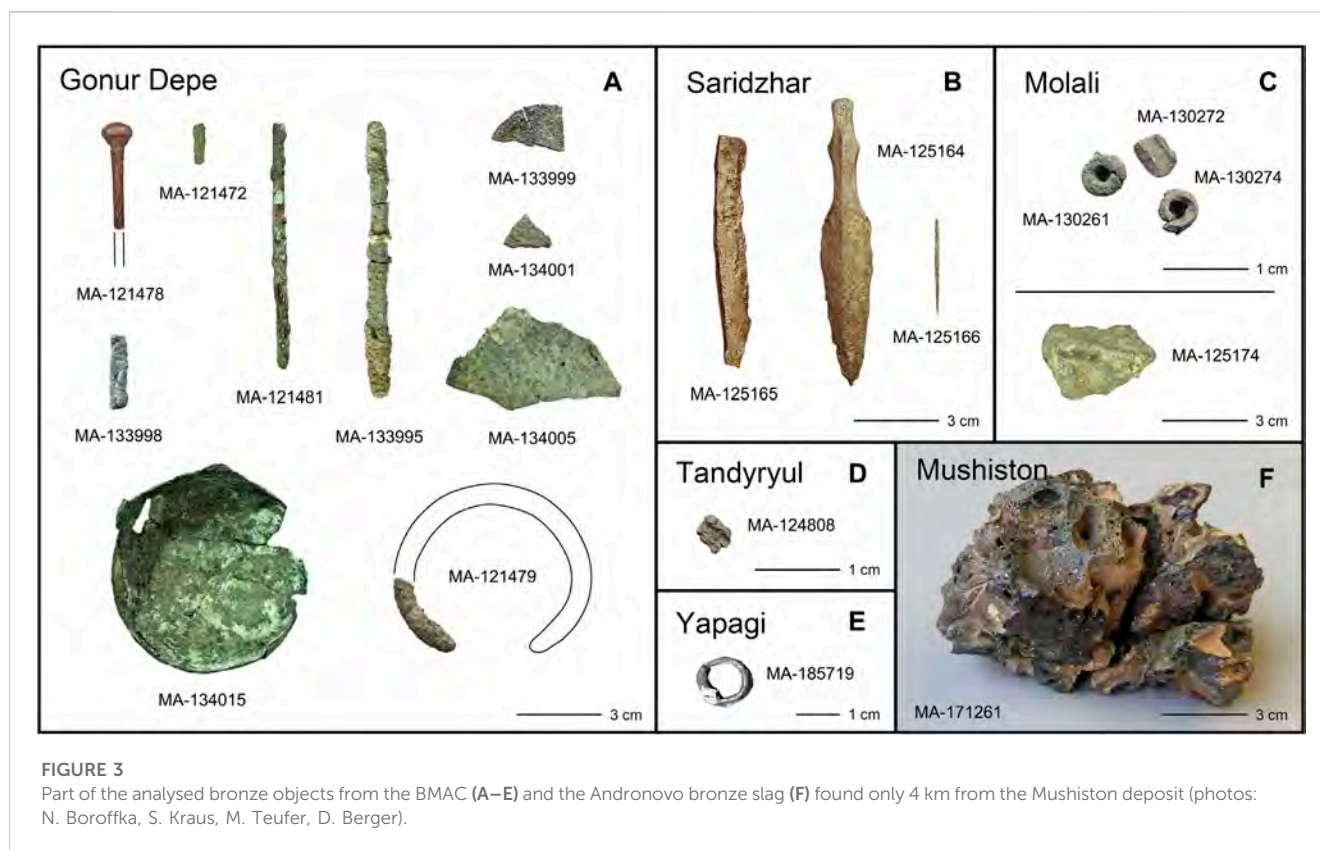 Gonur Depe
A
MA-121478
MA-121472
MA-121481
MA-133995
MA-133999
MA-134001
MA-134005
MA-133998
MA-134015
MA-121479
3 cm
Saridzhar
B
MA-125164
MA-125166
MA-125165
3 cm
Molali
C
MA-130272
MA-130274
MA-130261
1 cm
MA-125174
3 cm
Tandyryul
D
MA-124808
1 cm
Yapagi
E
MA-185719
1 cm
Mushiston
F
MA-171261
3 cm
FIGURE 3
Part of the analysed bronze objects from the BMAC (A–E) and the Andronovo bronze slag (F) found only 4 km from the Mushiston deposit (photos:
N. Boroffka, S. Kraus, M. Teufer, D. Berger).